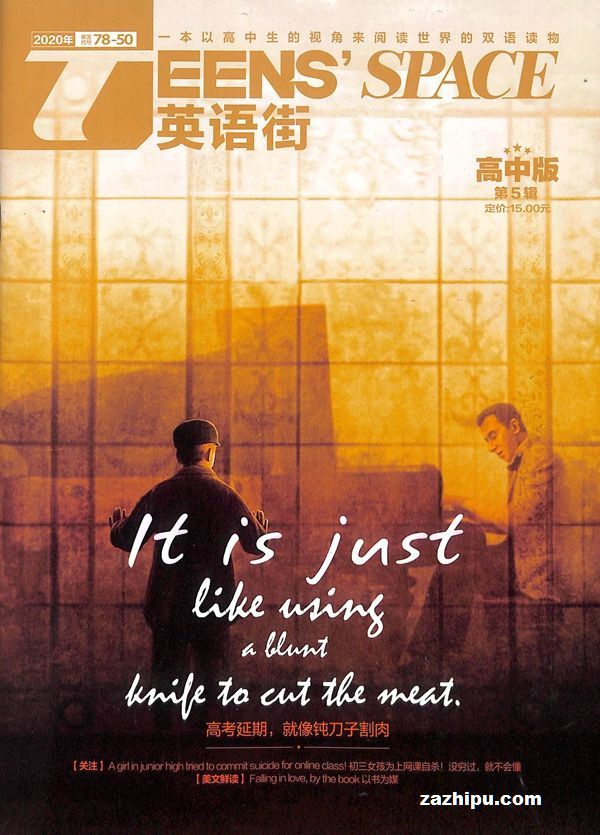 2020年 邮发代号 78-50 一本以高中生的视角来阅读世界的双语读物
TEENS' SPACE
英语街
高中版
第5辑
定价:15.00元
It is just
like using
a blunt
knife to cut the meat.
高考延期，就像钝刀子割肉
【关注】A girl in junior high tried to commit suicide for online class! 初三女孩为上网课自杀！没穷过，就不会懂
【美文鲜读】Falling in love, by the book 以书为媒
zazhipu.com